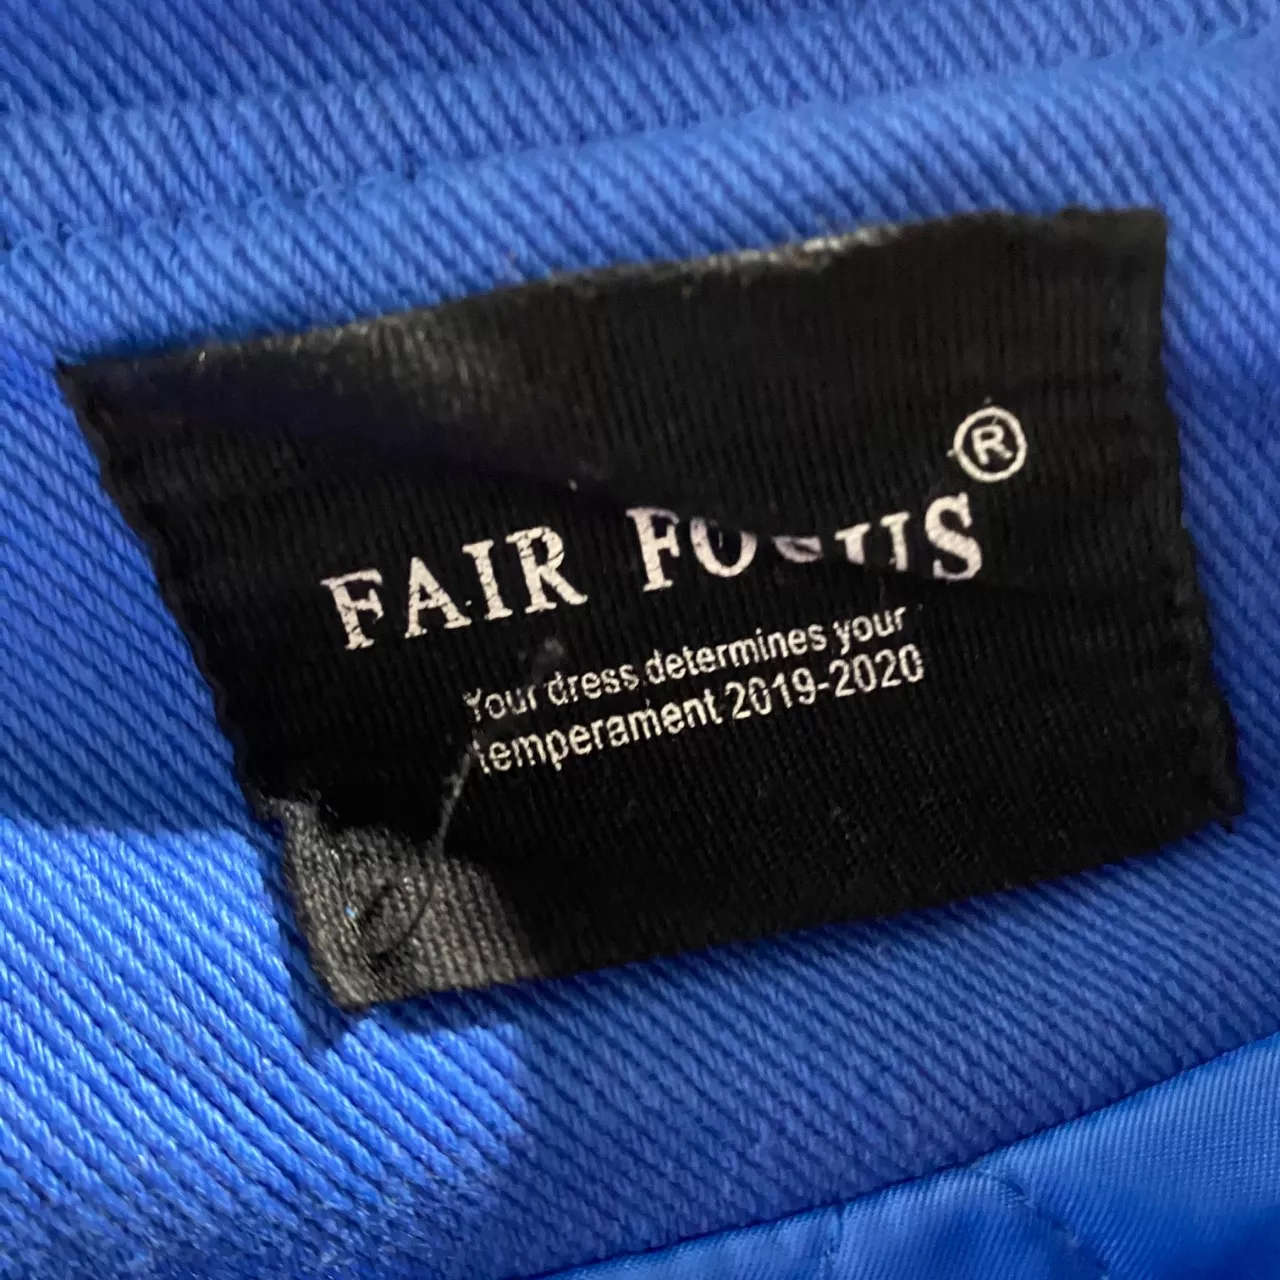 FAIR FOCUS®
Your dress determines your
temperament 2019-2020